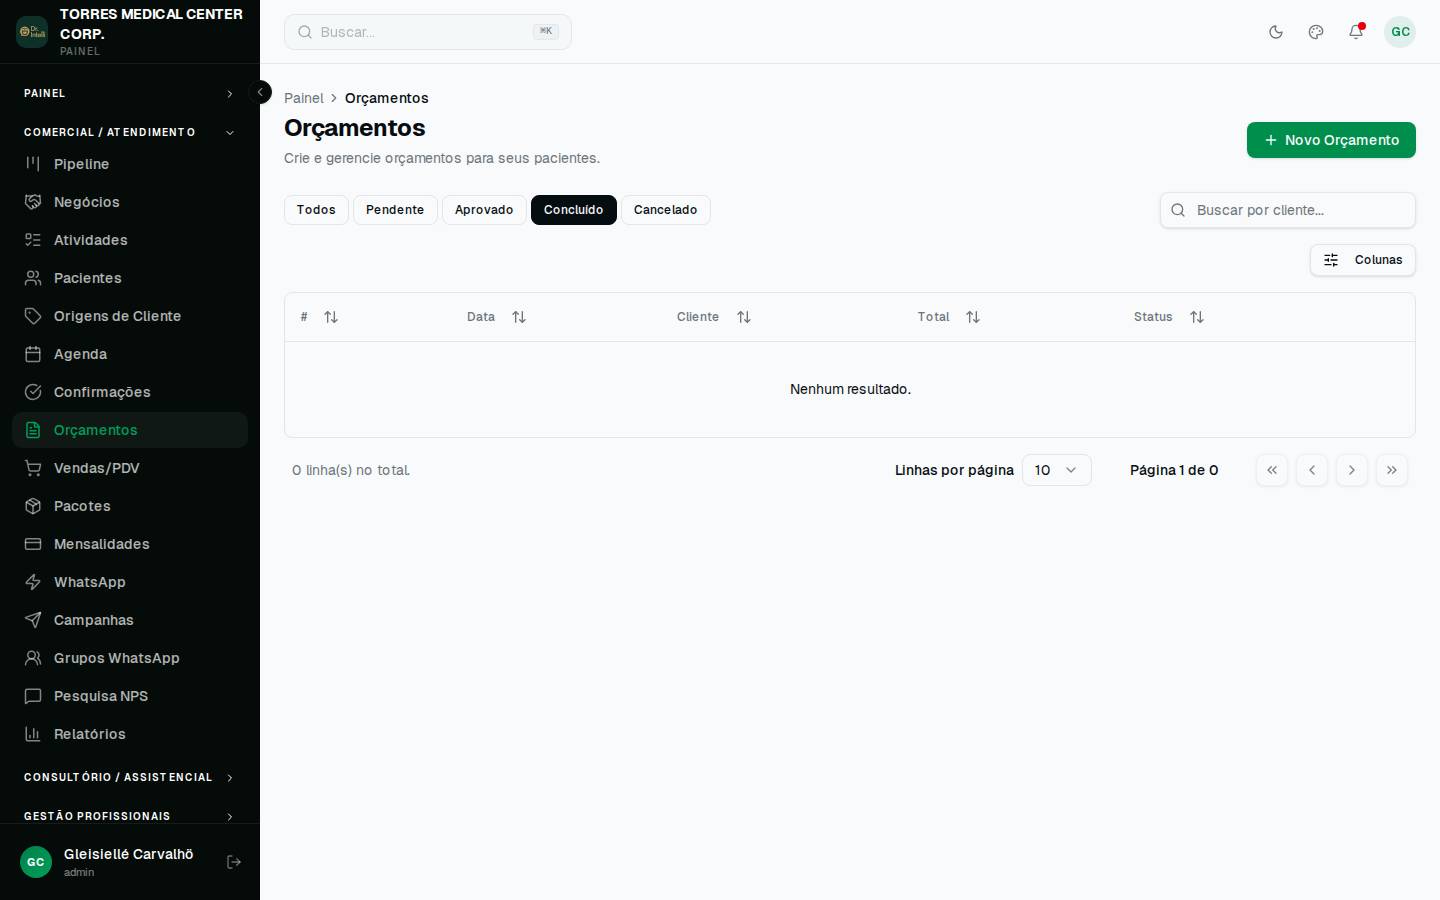 TORRES MEDICAL CENTER
CORP.
PAINEL
PAINEL
COMERCIAL / ATENDIMENTO
Pipeline
Negócios
Atividades
Pacientes
Origens de Cliente
Agenda
Confirmações
Orçamentos
Vendas/PDV
Pacotes
Mensalidades
WhatsApp
Campanhas
Grupos WhatsApp
Pesquisa NPS
Relatórios
CONSULTÓRIO / ASSISTENCIAL
GESTÃO PROFISSIONAIS
GC
Gleisiellé Carvalhö
admin
Buscar...
⌘K
GC
Painel
Orçamentos
Orçamentos
Crie e gerencie orçamentos para seus pacientes.
Novo Orçamento
Todos
Pendente
Aprovado
Concluído
Cancelado
Buscar por cliente...
Colunas
# Data Cliente Total Status
Nenhum resultado.
0 linha(s) no total.
Linhas por página
10
Página 1 de 0